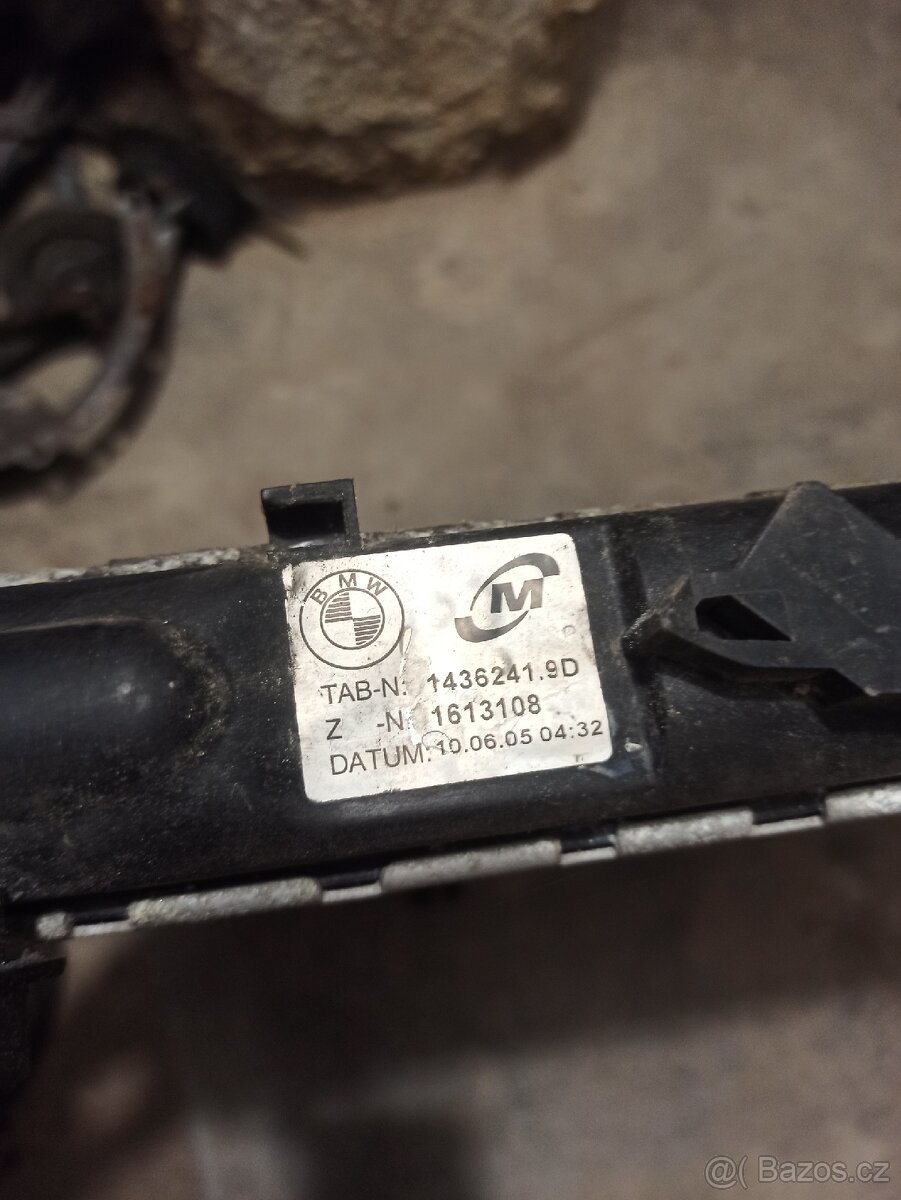 BMW
M
TAB-N: 1436241.9D
Z -N: 1613108
DATUM: 10.06.05 04:32
@( Bazos.cz